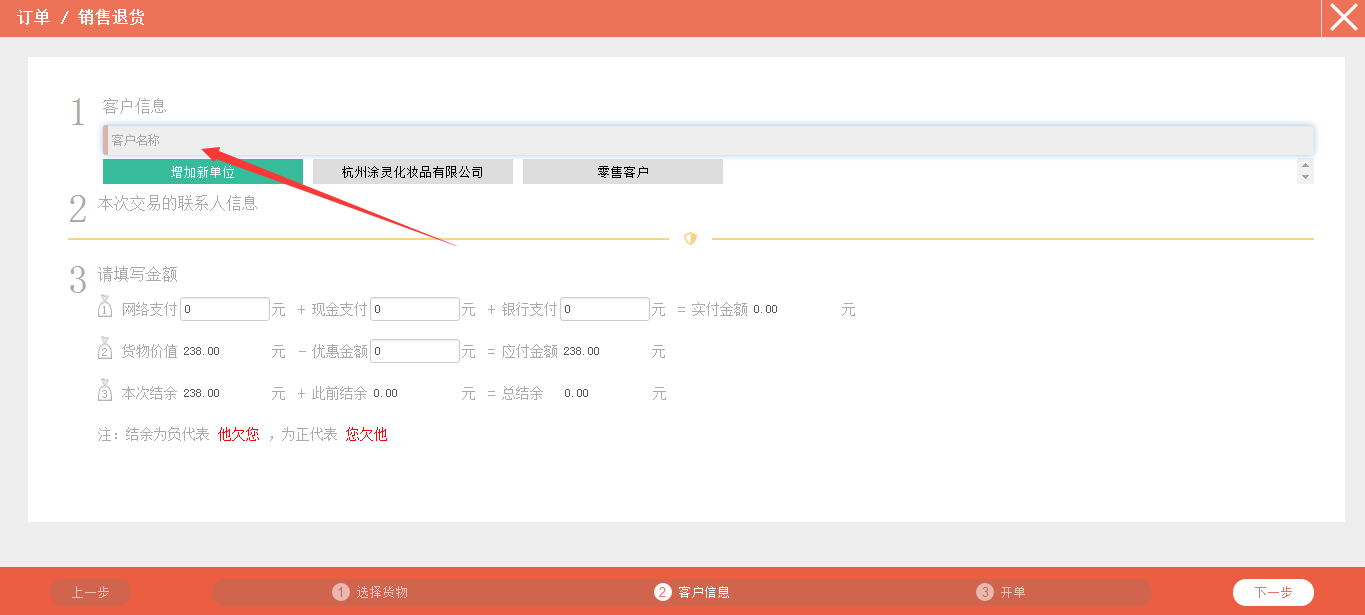 订单 / 销售退货
1 客户信息
客户名称
增加新单位 杭州涂灵化妆品有限公司 零售客户
2 本次交易的联系人信息
3 请填写金额
1 网络支付 0 元 + 现金支付 0 元 + 银行支付 0 元 = 实付金额 0.00 元
2 货物价值 238.00 元 - 优惠金额 0 元 = 应付金额 238.00 元
3 本次结余 238.00 元 + 此前结余 0.00 元 = 总结余 0.00 元
注：结余为负代表 他欠您 ，为正代表 您欠他
上一步 1 选择货物 2 客户信息 3 开单 下一步